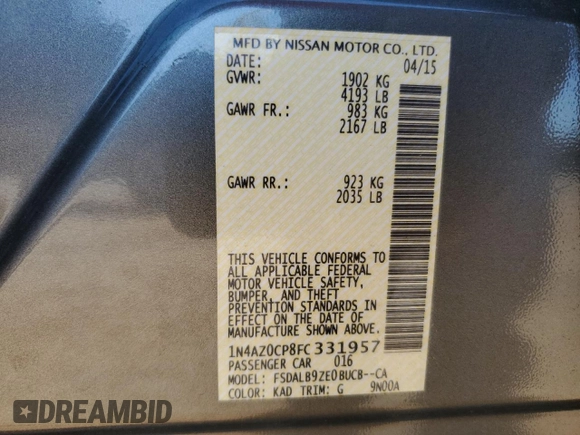 MFD BY NISSAN MOTOR CO., LTD.
DATE: 04/15
GVWR: 1902 KG
4193 LB
GAWR FR.: 983 KG
2167 LB
GAWR RR.: 923 KG
2035 LB
THIS VEHICLE CONFORMS TO
ALL APPLICABLE FEDERAL
MOTOR VEHICLE SAFETY,
BUMPER, AND THEFT
PREVENTION STANDARDS IN
EFFECT ON THE DATE OF
MANUFACTURE SHOWN ABOVE.
1N4AZ0CP8FC331957
PASSENGER CAR 016
MODEL: FSDALB9ZE0BUCB--CA
COLOR: KAD TRIM: G 9N00A
DREAMBID